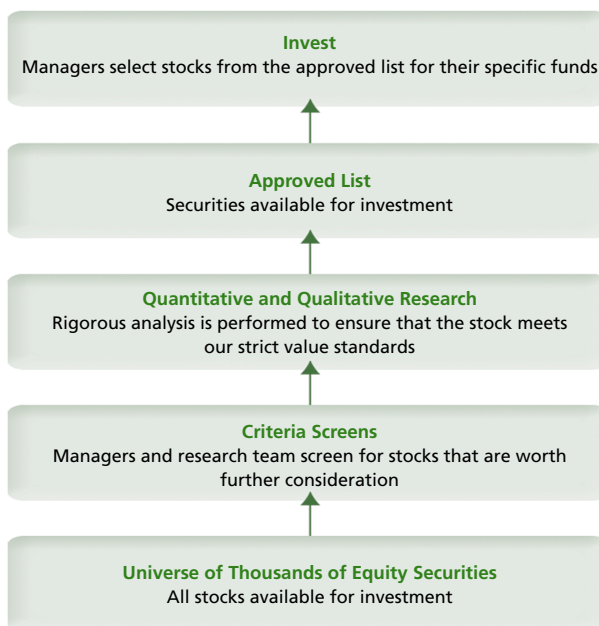 Invest
Managers select stocks from the approved list for their specific funds
Approved List
Securities available for investment
Quantitative and Qualitative Research
Rigorous analysis is performed to ensure that the stock meets
our strict value standards
Criteria Screens
Managers and research team screen for stocks that are worth
further consideration
Universe of Thousands of Equity Securities
All stocks available for investment